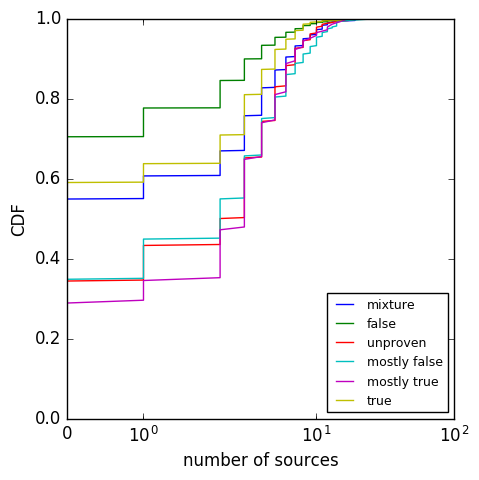 1.0
0.8
0.6
0.4
0.2
0.0
CDF
0
10^0
10^1
10^2
number of sources
mixture
false
unproven
mostly false
mostly true
true